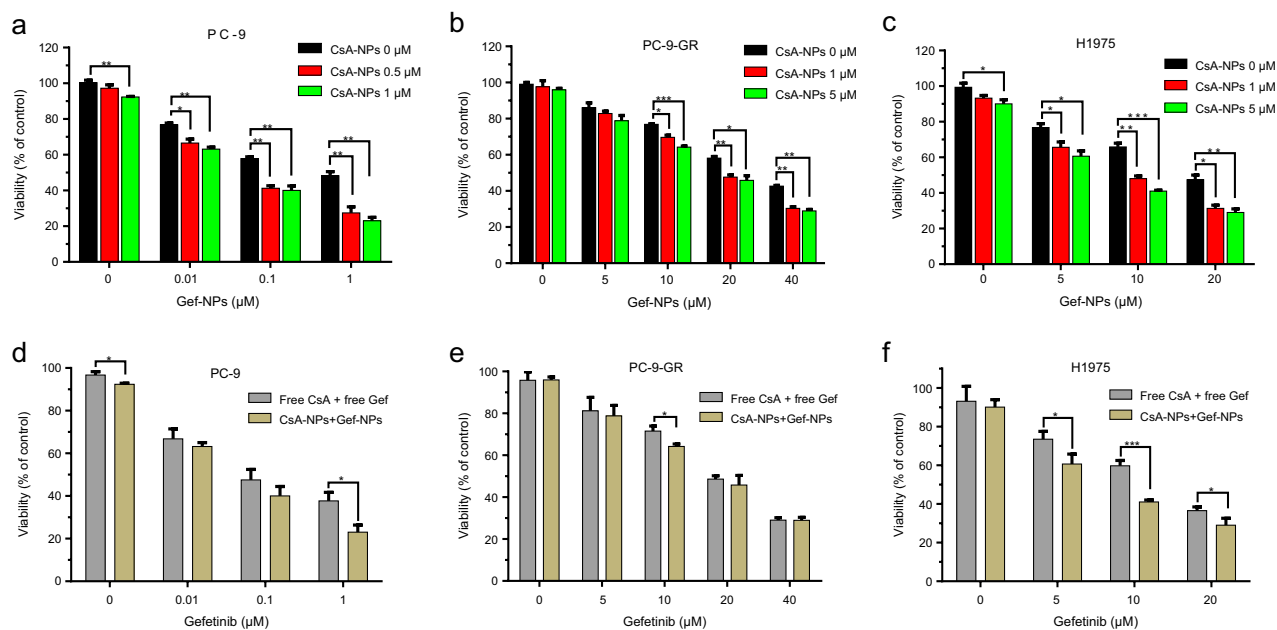 a
PC-9
CsA-NPs 0 µM
CsA-NPs 0.5 µM
CsA-NPs 1 µM
Viability (% of control)
120
100
80
60
40
20
0
**
*
**
**
**
**
**
0
0.01
0.1
1
Gef-NPs (µM)
b
PC-9-GR
CsA-NPs 0 µM
CsA-NPs 1 µM
CsA-NPs 5 µM
Viability (% of control)
120
100
80
60
40
20
0
***
*
*
**
**
**
0
5
10
20
40
Gef-NPs (µM)
c
H1975
CsA-NPs 0 µM
CsA-NPs 1 µM
CsA-NPs 5 µM
Viability (% of control)
120
100
80
60
40
20
0
*
*
*
***
**
**
*
0
5
10
20
Gef-NPs (µM)
d
PC-9
Free CsA + free Gef
CsA-NPs+Gef-NPs
Viability (% of control)
100
80
60
40
20
0
*
*
0
0.01
0.1
1
Gefetinib (µM)
e
PC-9-GR
Free CsA + free Gef
CsA-NPs+Gef-NPs
Viability (% of control)
100
80
60
40
20
0
*
0
5
10
20
40
Gefetinib (µM)
f
H1975
Free CsA + free Gef
CsA-NPs+Gef-NPs
Viability (% of control)
100
80
60
40
20
0
*
***
*
0
5
10
20
Gefetinib (µM)